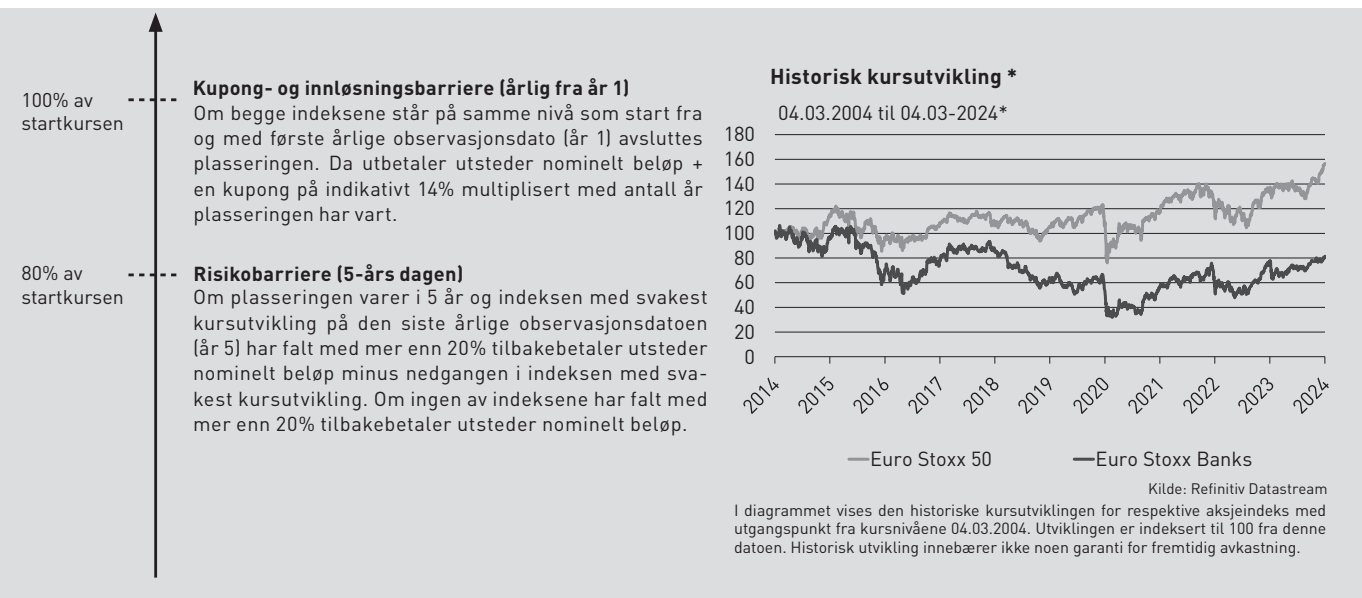 100% av
startkursen
Kupong- og innløsningsbarriere (årlig fra år 1)
Om begge indeksene står på samme nivå som start fra
og med første årlige observasjonsdato (år 1) avsluttes
plasseringen. Da utbetaler utsteder nominelt beløp +
en kupong på indikativt 14% multiplisert med antall år
plasseringen har vart.
80% av
startkursen
Risikobarriere (5-års dagen)
Om plasseringen varer i 5 år og indeksen med svakest
kursutvikling på den siste årlige observasjonsdatoen
(år 5) har falt med mer enn 20% tilbakebetaler utsteder
nominelt beløp minus nedgangen i indeksen med sva-
kest kursutvikling. Om ingen av indeksene har falt med
mer enn 20% tilbakebetaler utsteder nominelt beløp.
Historisk kursutvikling *
04.03.2004 til 04.03-2024*
180
160
140
120
100
80
60
40
20
0
2014
2015
2016
2017
2018
2019
2020
2021
2022
2023
2024
Euro Stoxx 50
Euro Stoxx Banks
Kilde: Refinitiv Datastream
I diagrammet vises den historiske kursutviklingen for respektive aksjeindeks med
utgangspunkt fra kursnivåene 04.03.2004. Utviklingen er indeksert til 100 fra denne
datoen. Historisk utvikling innebærer ikke noen garanti for fremtidig avkastning.